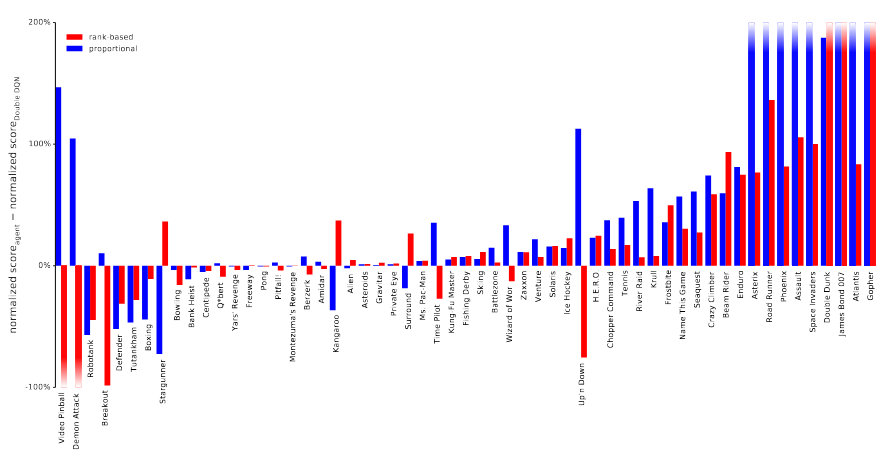 200%
100%
0%
-100%
normalized score_agent − normalized score_Double DQN
rank-based
proportional
Video Pinball
Demon Attack
Robotank
Breakout
Defender
Tutankham
Boxing
Stargunner
Bowling
Bank Heist
Centipede
Q*bert
Yars' Revenge
Freeway
Pong
Pitfall!
Montezuma's Revenge
Berzerk
Amidar
Kangaroo
Alien
Asteroids
Gravitar
Private Eye
Surround
Ms. Pac-Man
Time Pilot
Kung-Fu Master
Fishing Derby
Skiing
Battlezone
Wizard of Wor
Zaxxon
Venture
Solaris
Ice Hockey
Up'n Down
H.E.R.O
Chopper Command
Tennis
River Raid
Krull
Frostbite
Name This Game
Seaquest
Crazy Climber
Beam Rider
Enduro
Asterix
Road Runner
Phoenix
Assault
Space Invaders
Double Dunk
James Bond 007
Atlantis
Gopher